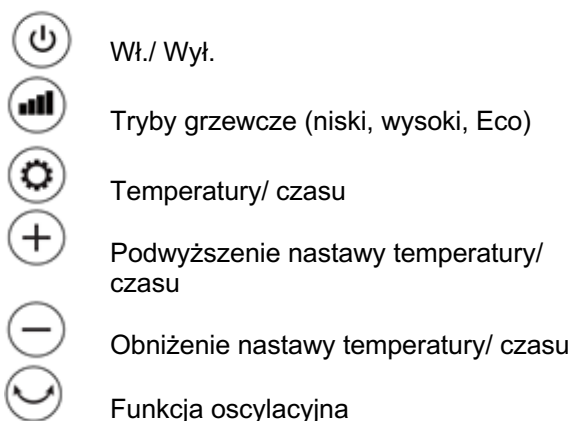 Wł./ Wył.
Tryby grzewcze (niski, wysoki, Eco)
Temperatury/ czasu
Podwyższenie nastawy temperatury/
czasu
Obniżenie nastawy temperatury/ czasu
Funkcja oscylacyjna